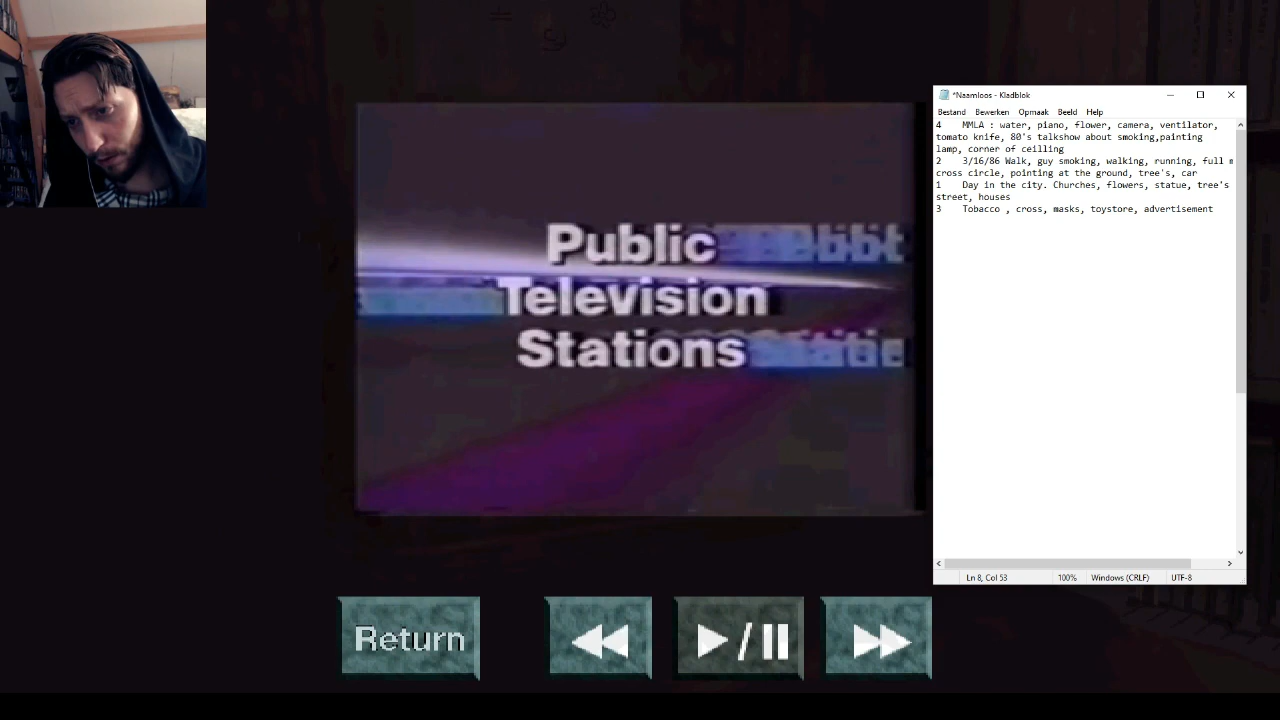 Public
Television
Stations
Return
*Naamloos - Kladblok
Bestand Bewerken Opmaak Beeld Help
4 MMLA : water, piano, flower, camera, ventilator,
tomato knife, 80's talkshow about smoking,painting
lamp, corner of ceilling
2 3/16/86 Walk, guy smoking, walking, running, full m
cross circle, pointing at the ground, tree's, car
1 Day in the city. Churches, flowers, statue, tree's
street, houses
3 Tobacco , cross, masks, toystore, advertisement
Ln 8, Col 53 100% Windows (CRLF) UTF-8